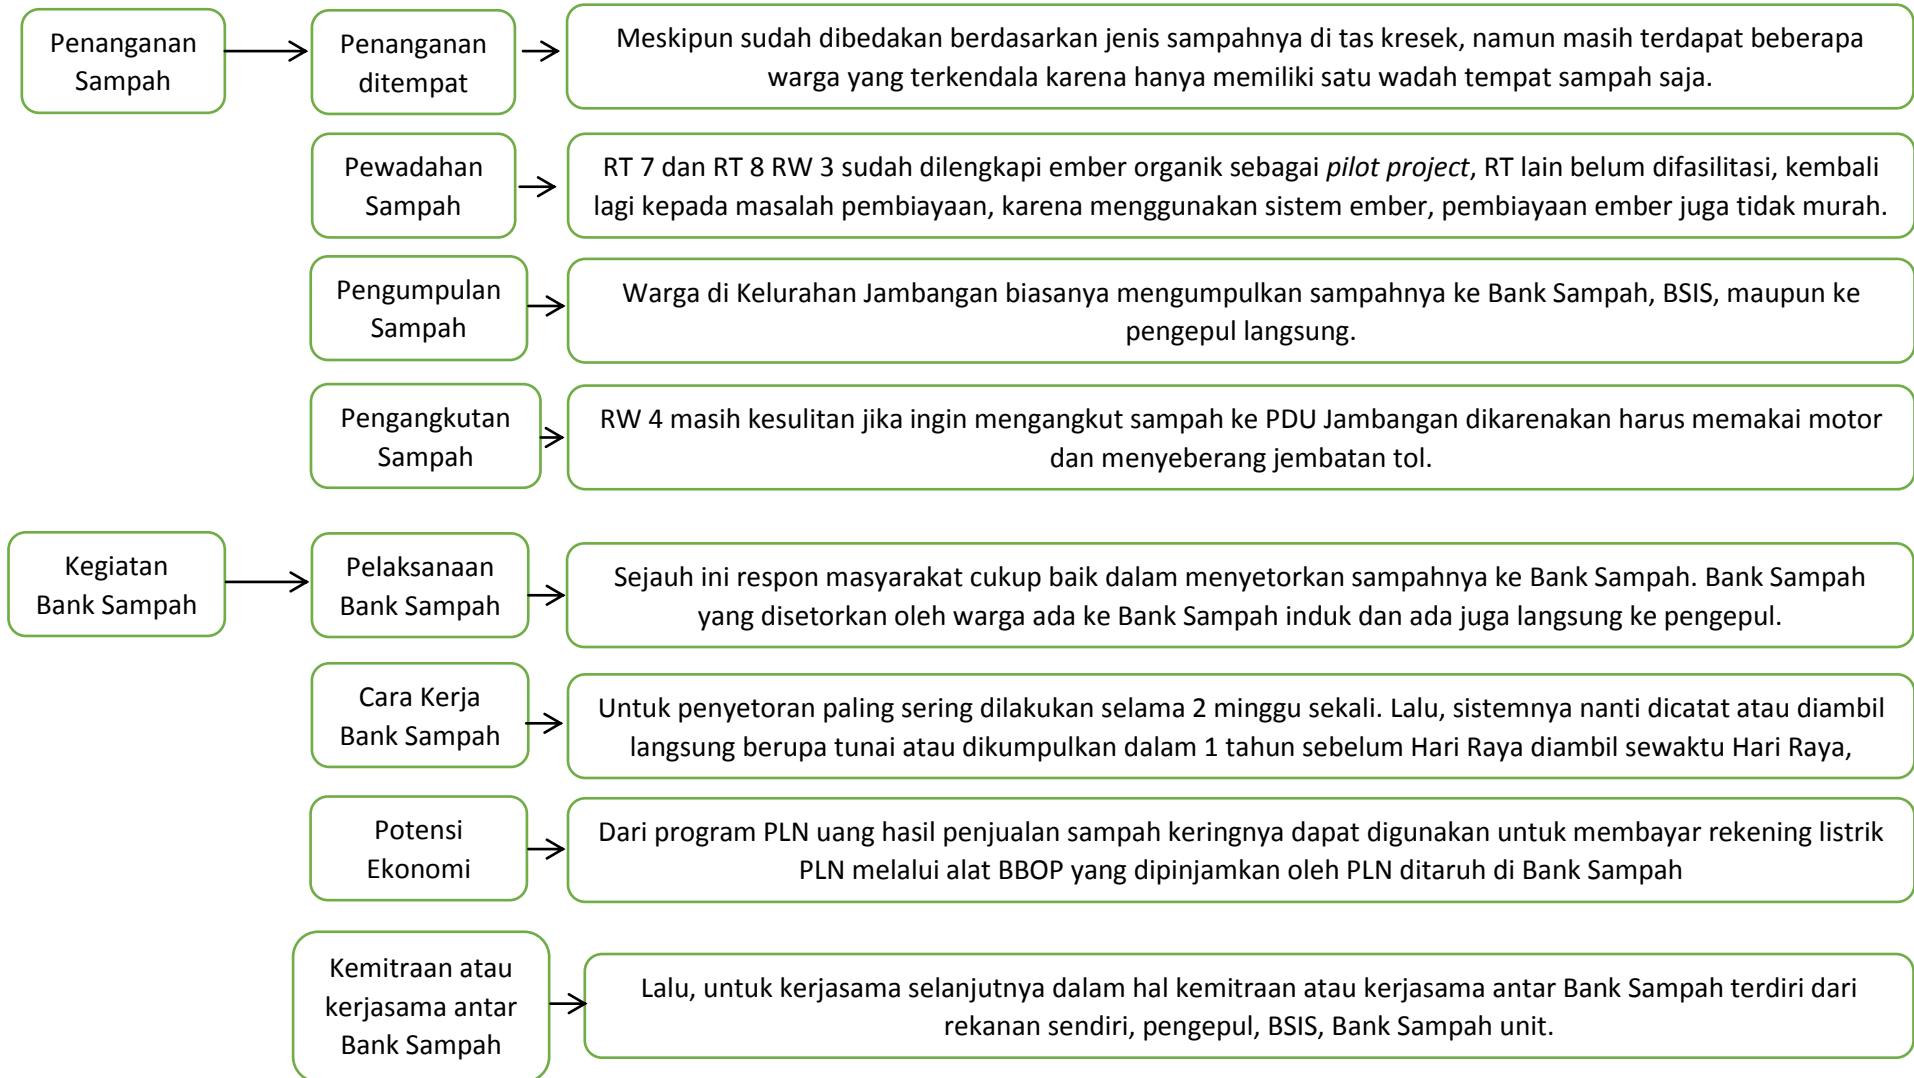 Penanganan
Sampah
Penanganan
ditempat
Meskipun sudah dibedakan berdasarkan jenis sampahnya di tas kresek, namun masih terdapat beberapa
warga yang terkendala karena hanya memiliki satu wadah tempat sampah saja.
Pewadahan
Sampah
RT 7 dan RT 8 RW 3 sudah dilengkapi ember organik sebagai pilot project, RT lain belum difasilitasi, kembali
lagi kepada masalah pembiayaan, karena menggunakan sistem ember, pembiayaan ember juga tidak murah.
Pengumpulan
Sampah
Warga di Kelurahan Jambangan biasanya mengumpulkan sampahnya ke Bank Sampah, BSIS, maupun ke
pengepul langsung.
Pengangkutan
Sampah
RW 4 masih kesulitan jika ingin mengangkut sampah ke PDU Jambangan dikarenakan harus memakai motor
dan menyeberang jembatan tol.
Kegiatan
Bank Sampah
Pelaksanaan
Bank Sampah
Sejauh ini respon masyarakat cukup baik dalam menyetorkan sampahnya ke Bank Sampah. Bank Sampah
yang disetorkan oleh warga ada ke Bank Sampah induk dan ada juga langsung ke pengepul.
Cara Kerja
Bank Sampah
Untuk penyetoran paling sering dilakukan selama 2 minggu sekali. Lalu, sistemnya nanti dicatat atau diambil
langsung berupa tunai atau dikumpulkan dalam 1 tahun sebelum Hari Raya diambil sewaktu Hari Raya,
Potensi
Ekonomi
Dari program PLN uang hasil penjualan sampah keringnya dapat digunakan untuk membayar rekening listrik
PLN melalui alat BBOP yang dipinjamkan oleh PLN ditaruh di Bank Sampah
Kemitraan atau
kerjasama antar
Bank Sampah
Lalu, untuk kerjasama selanjutnya dalam hal kemitraan atau kerjasama antar Bank Sampah terdiri dari
rekanan sendiri, pengepul, BSIS, Bank Sampah unit.